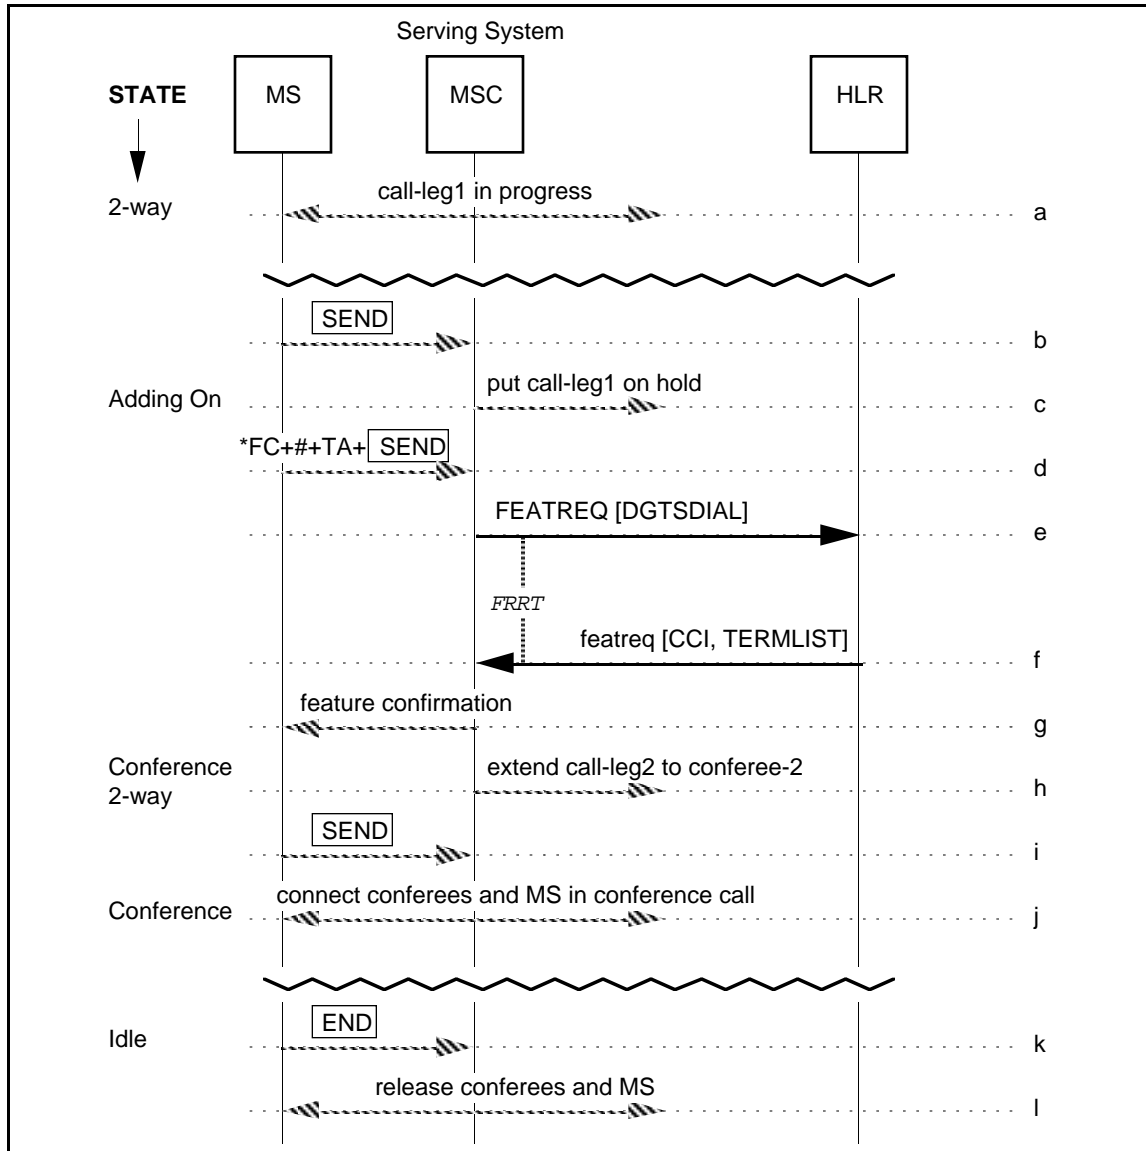 Serving System
STATE MS MSC HLR
call-leg1 in progress
2-way a
SEND
b
put call-leg1 on hold
Adding On c
*FC+#+TA+ SEND
d
FEATREQ [DGTSDIAL]
e
FRRT
featreq [CCI, TERMLIST]
f
feature confirmation
g
Conference extend call-leg2 to conferee-2
2-way h
SEND
i
connect conferees and MS in conference call
Conference j
END
Idle k
release conferees and MS
l